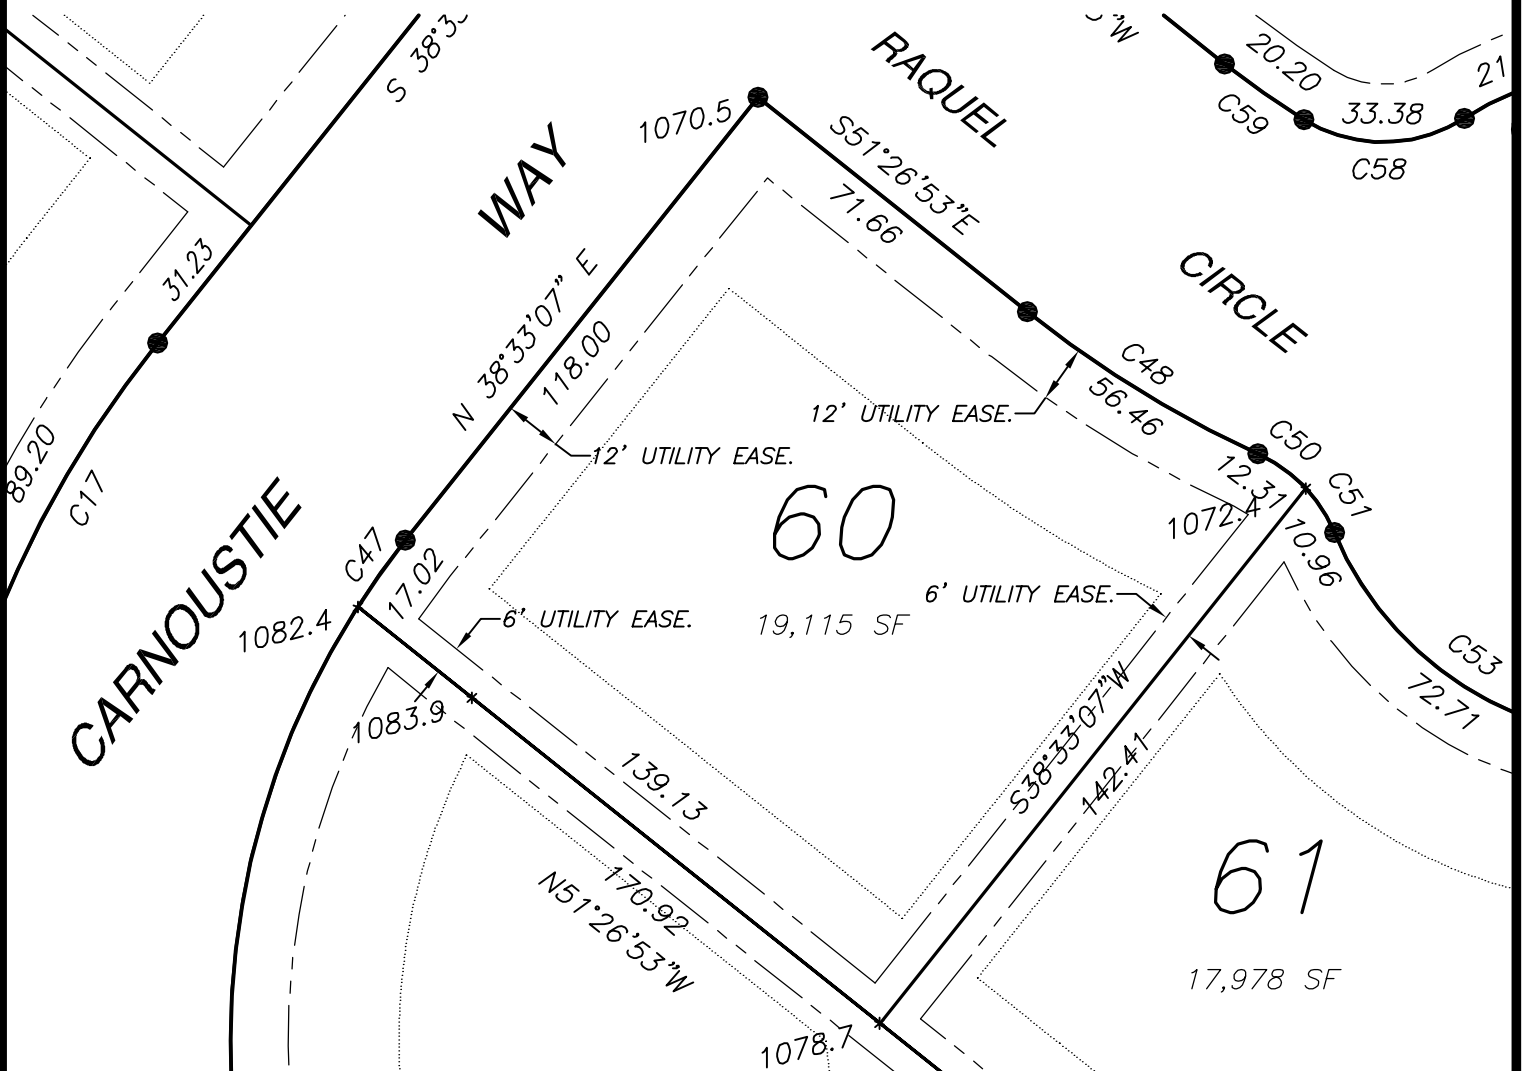 S 38°33
"W
20.20
21
RAQUEL
C59
33.38
C58
1070.5
S51°26'53"E
71.66
WAY
31.23
CIRCLE
N 38°33'07" E
118.00
C48
56.46
12' UTILITY EASE.
12' UTILITY EASE.
C50
12.31
C51
89.20
C17
60
1072.4
10.96
C47
17.02
6' UTILITY EASE.
6' UTILITY EASE.
19,115 SF
1082.4
CARNOUSTIE
C53
72.71
1083.9
S38°33'07"W
142.41
139.13
61
170.92
N51°26'53"W
17,978 SF
1078.7